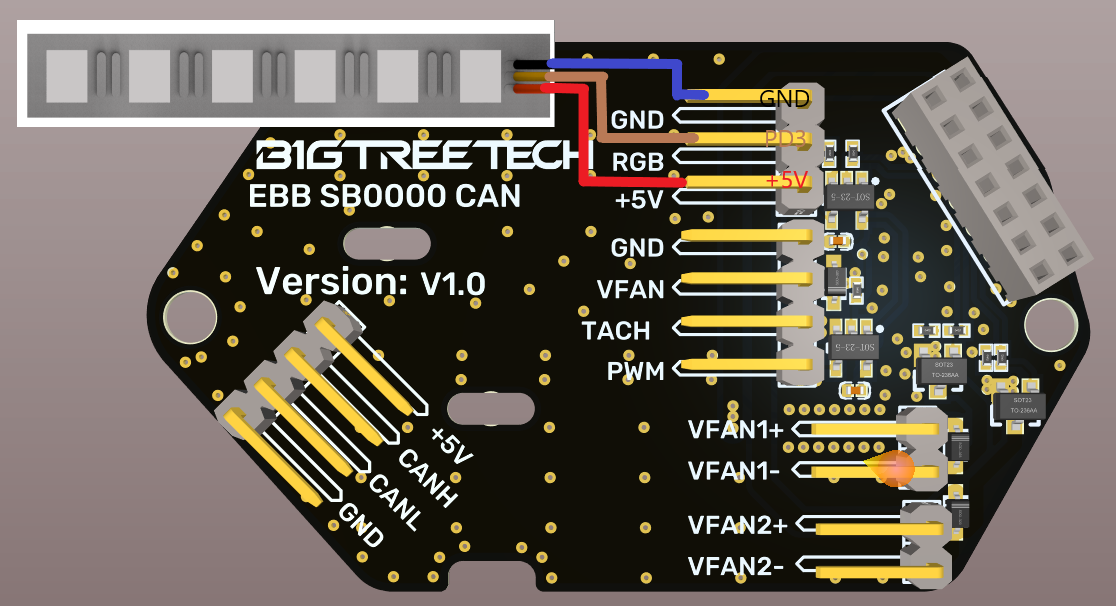 GND
GND
PD3
RGB
+5V
+5V
BIGTREETECH
EBB SB0000 CAN
Version: V1.0
GND
VFAN
TACH
PWM
SOT-23-5
SOT-23-5
SOT23
TO-236AA
SOT23
TO-236AA
+5V
CANH
CANL
GND
VFAN1+
VFAN1-
VFAN2+
VFAN2-